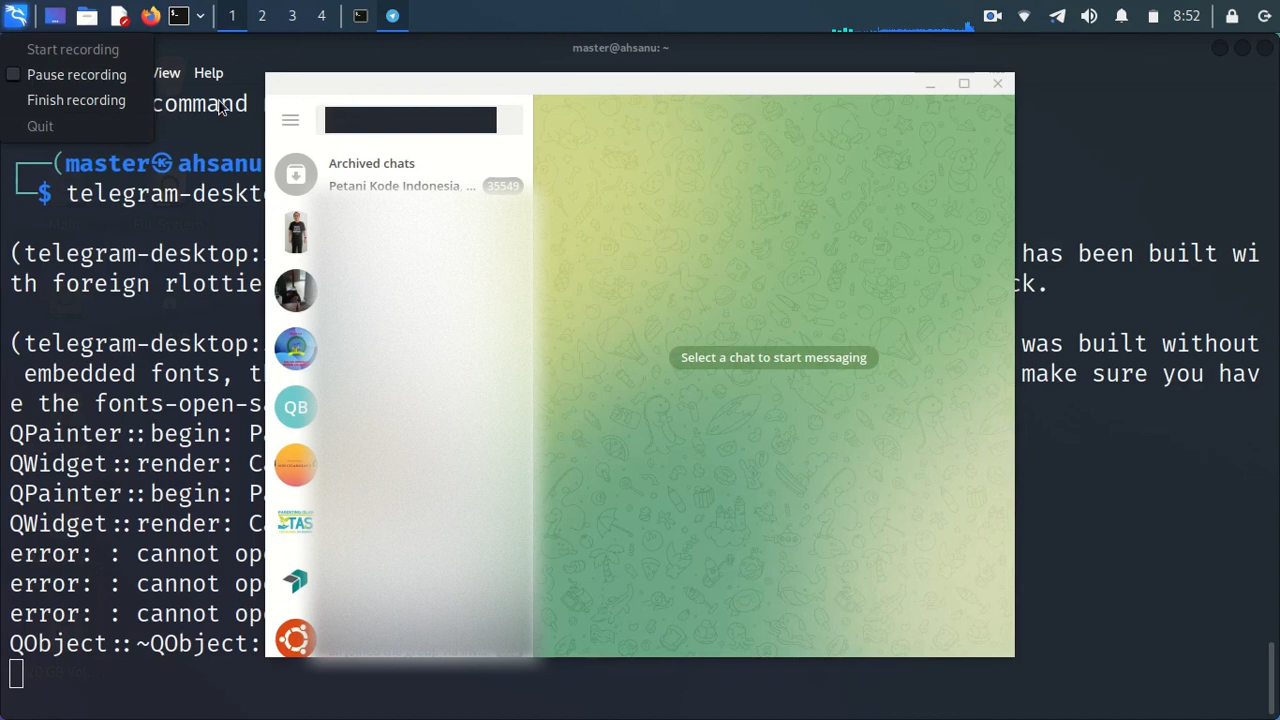 1
2
3
4
8:52
master@ahsanu: ~
Start recording
Pause recording
Finish recording
Quit
View
Help
command
Archived chats
Petani Kode Indonesia, ...
35549
┌──(master㉿ahsanu
└─$ telegram-deskt
(telegram-desktop:
has been built wi
th foreign rlottie
ck.
(telegram-desktop:
was built without
embedded fonts, t
make sure you hav
e the fonts-open-sa
QPainter::begin: P
QWidget::render: C
QPainter::begin: P
QWidget::render: C
error: : cannot op
error: : cannot op
error: : cannot op
QObject::~QObject:
Select a chat to start messaging
QB
TAS